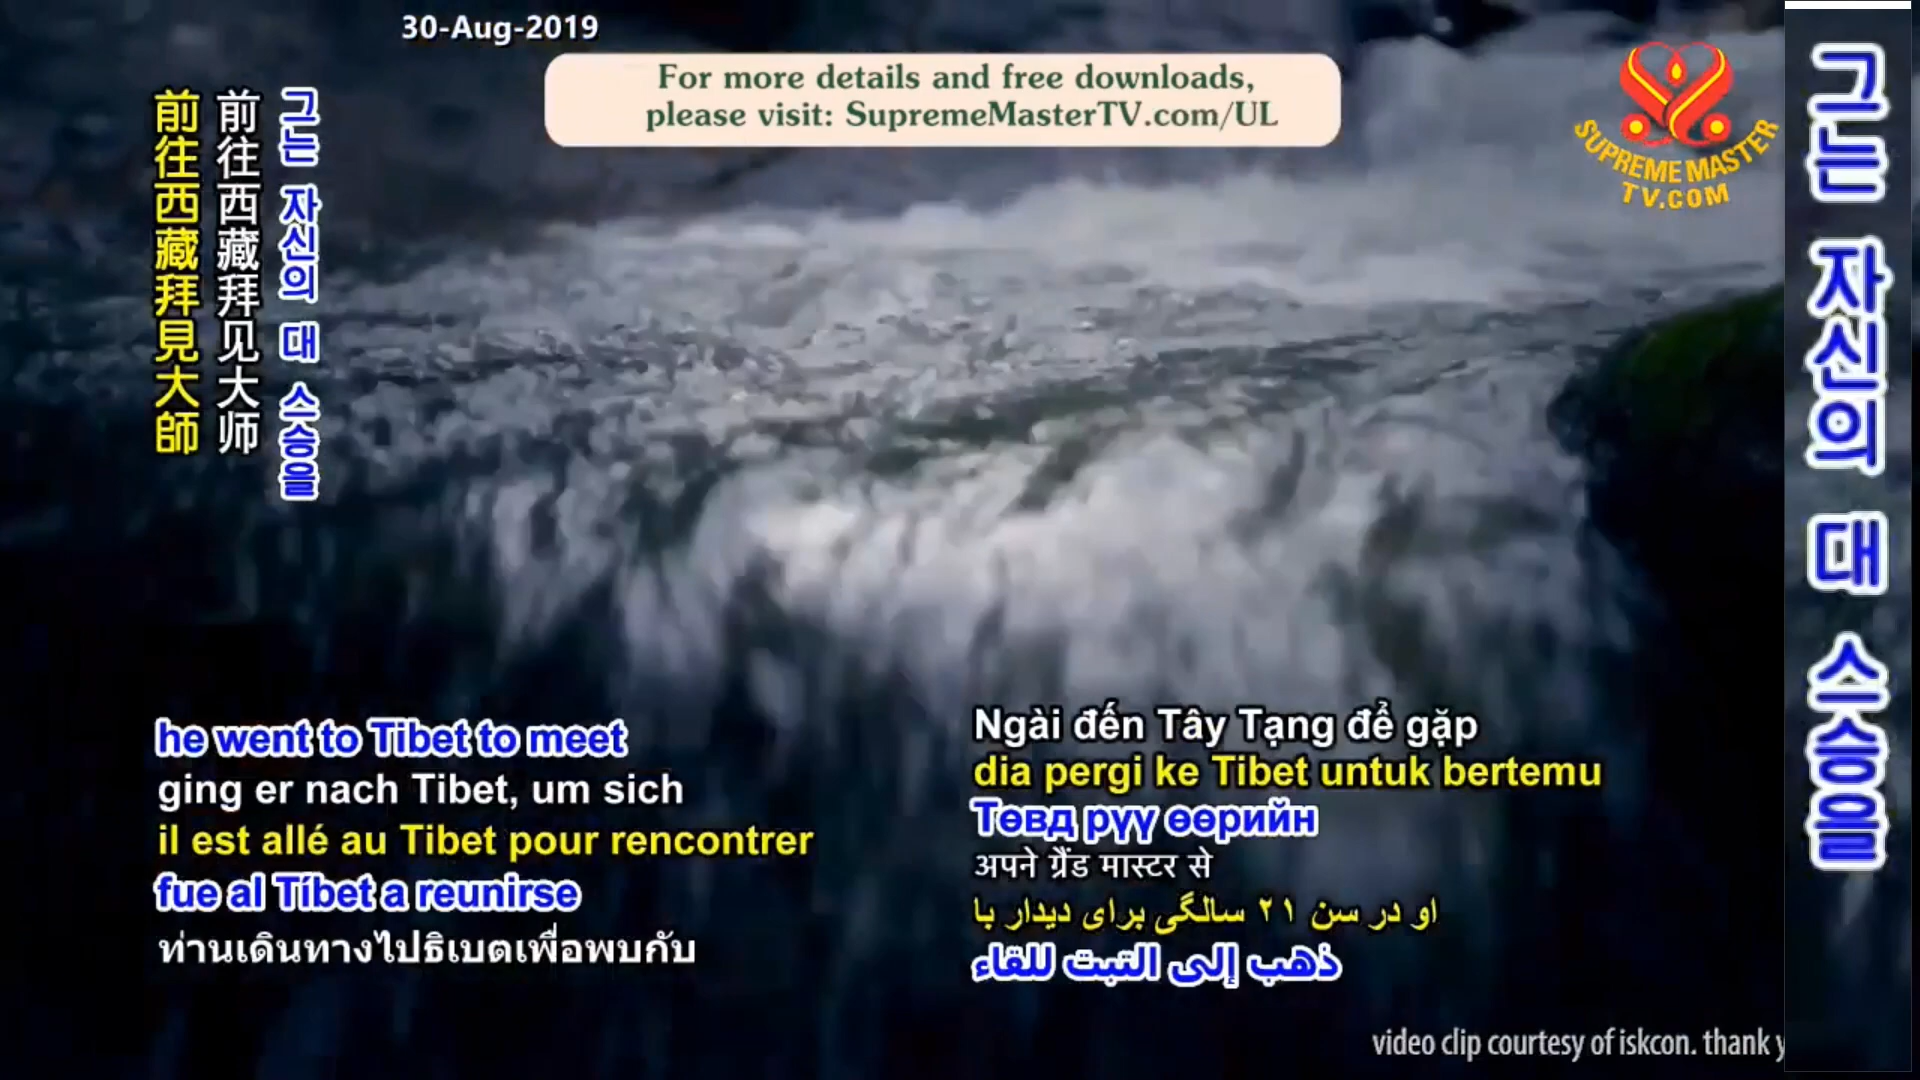 30-Aug-2019
For more details and free downloads,
please visit: SupremeMasterTV.com/UL
SUPREME MASTER
TV.COM
그는 자신의 대 스승을
前往西藏拜见大师
前往西藏拜見大師
he went to Tibet to meet
ging er nach Tibet, um sich
il est allé au Tibet pour rencontrer
fue al Tíbet a reunirse
ท่านเดินทางไปธิเบตเพื่อพบกับ
Ngài đến Tây Tạng để gặp
dia pergi ke Tibet untuk bertemu
Төвд рүү өөрийн
अपने ग्रैंड मास्टर से
او در سن ۲۱ سالگی برای دیدار با
ذهب إلى التبت للقاء
video clip courtesy of iskcon. thank y
그는 자신의 대 스승을